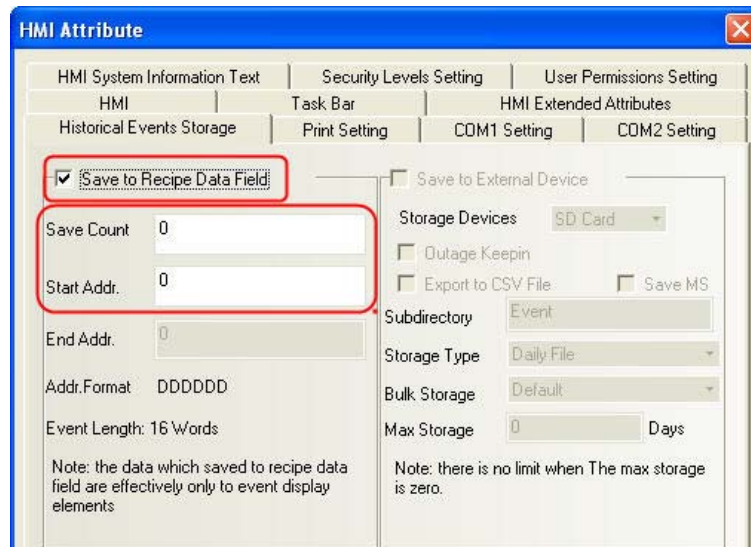 HMI Attribute
HMI System Information Text
Security Levels Setting
User Permissions Setting
HMI
Task Bar
HMI Extended Attributes
Historical Events Storage
Print Setting
COM1 Setting
COM2 Setting
Save to Recipe Data Field
Save Count 0
Start Addr. 0
End Addr. 0
Addr.Format DDDDDD
Event Length: 16 Words
Note: the data which saved to recipe data
field are effectively only to event display
elements
Save to External Device
Storage Devices SD Card
Outage Keepin
Export to CSV File
Save MS
Subdirectory Event
Storage Type Daily File
Bulk Storage Default
Max Storage 0 Days
Note: there is no limit when The max storage
is zero.